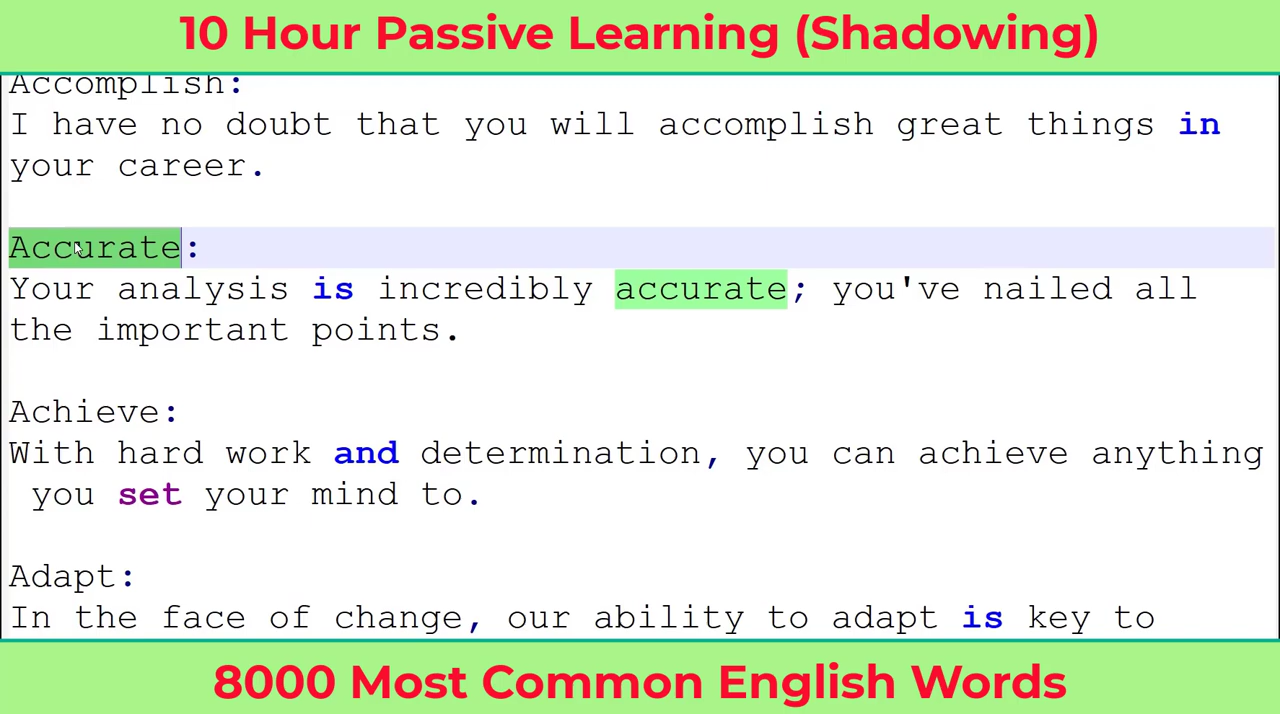 10 Hour Passive Learning (Shadowing)
Accomplish:
I have no doubt that you will accomplish great things in
your career.
Accurate:
Your analysis is incredibly accurate; you've nailed all
the important points.
Achieve:
With hard work and determination, you can achieve anything
you set your mind to.
Adapt:
In the face of change, our ability to adapt is key to
8000 Most Common English Words